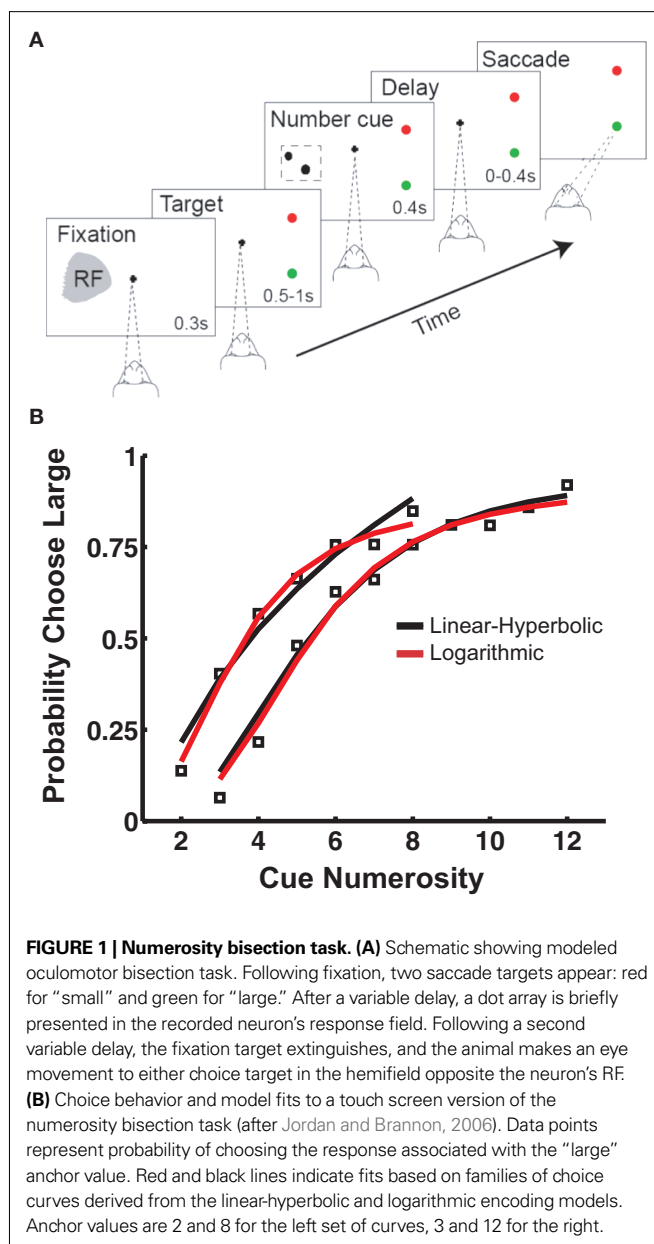 A
Fixation
RF
0.3s
Target
0.5-1s
Number cue
0.4s
Delay
0-0.4s
Saccade
Time
B
Probability Choose Large
1
0.75
0.5
0.25
0
Linear-Hyperbolic
Logarithmic
2 4 6 8 10 12
Cue Numerosity
FIGURE 1 | Numerosity bisection task. (A) Schematic showing modeled
oculomotor bisection task. Following fixation, two saccade targets appear: red
for “small” and green for “large.” After a variable delay, a dot array is briefly
presented in the recorded neuron’s response field. Following a second
variable delay, the fixation target extinguishes, and the animal makes an eye
movement to either choice target in the hemifield opposite the neuron’s RF.
(B) Choice behavior and model fits to a touch screen version of the
numerosity bisection task (after Jordan and Brannon, 2006). Data points
represent probability of choosing the response associated with the “large”
anchor value. Red and black lines indicate fits based on families of choice
curves derived from the linear-hyperbolic and logarithmic encoding models.
Anchor values are 2 and 8 for the left set of curves, 3 and 12 for the right.